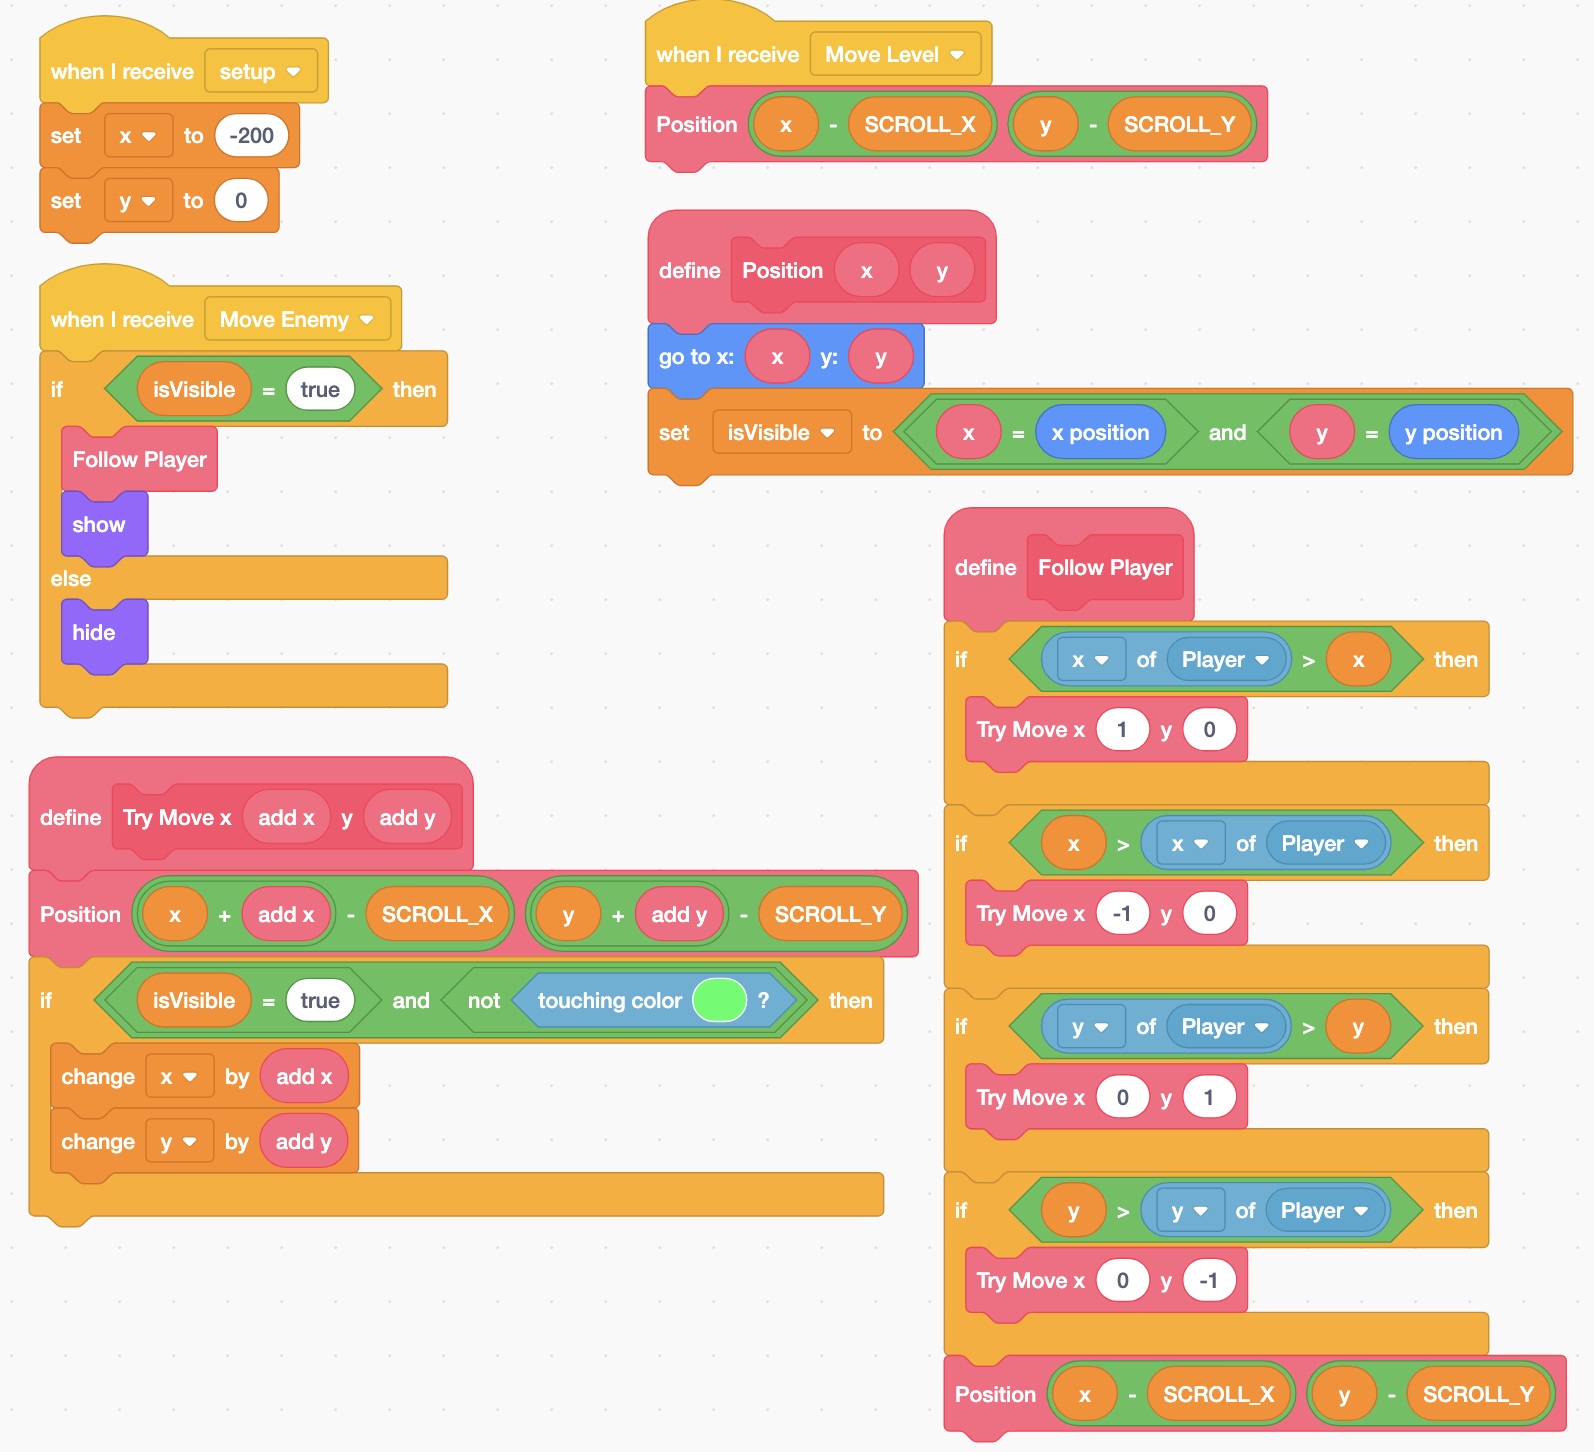 when I receive setup
set x to -200
set y to 0
when I receive Move Enemy
if isVisible = true then
Follow Player
show
else
hide
define Try Move x add x y add y
Position x + add x - SCROLL_X y + add y - SCROLL_Y
if isVisible = true and not touching color ? then
change x by add x
change y by add y
when I receive Move Level
Position x - SCROLL_X y - SCROLL_Y
define Position x y
go to x: x y: y
set isVisible to x = x position and y = y position
define Follow Player
if x of Player > x then
Try Move x 1 y 0
if x > x of Player then
Try Move x -1 y 0
if y of Player > y then
Try Move x 0 y 1
if y > y of Player then
Try Move x 0 y -1
Position x - SCROLL_X y - SCROLL_Y